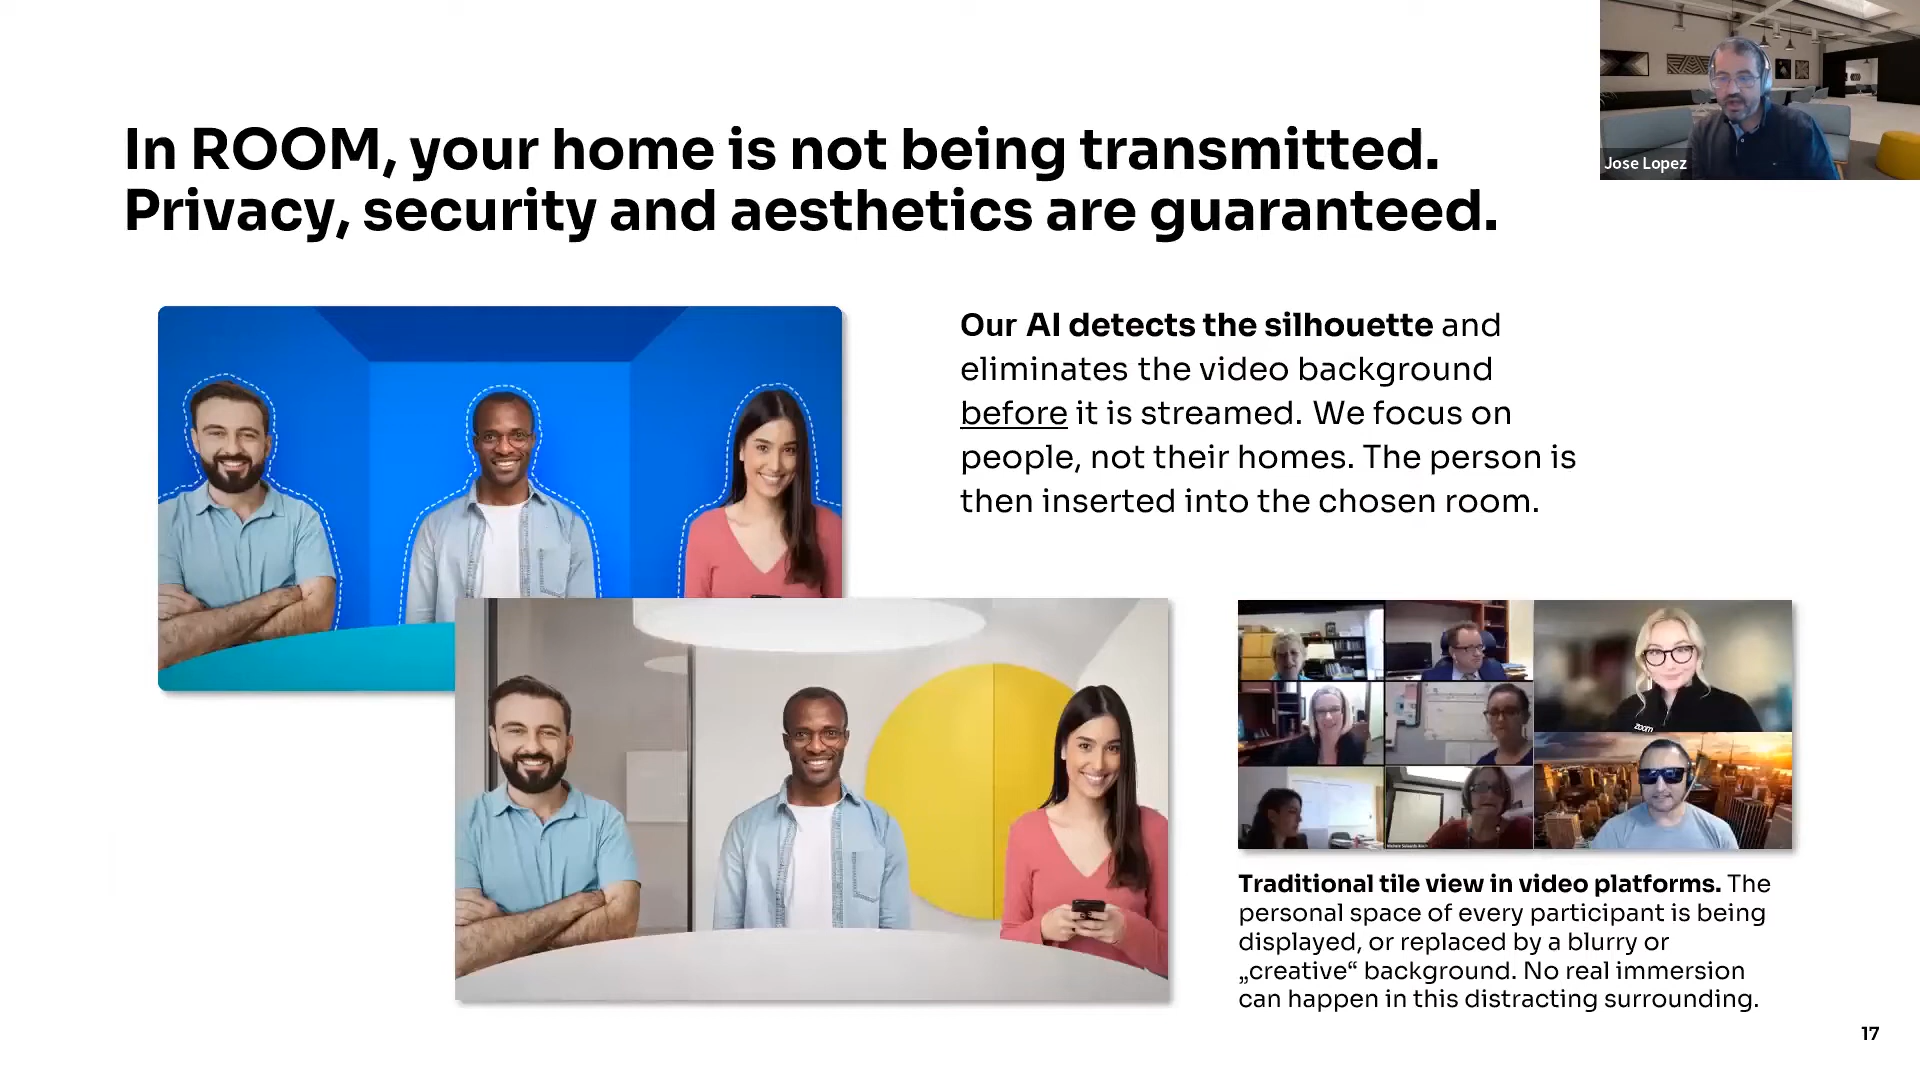 In ROOM, your home is not being transmitted.
Privacy, security and aesthetics are guaranteed.
Jose Lopez
Our AI detects the silhouette and
eliminates the video background
before it is streamed. We focus on
people, not their homes. The person is
then inserted into the chosen room.
zoom
Traditional tile view in video platforms. The
personal space of every participant is being
displayed, or replaced by a blurry or
„creative“ background. No real immersion
can happen in this distracting surrounding.
17